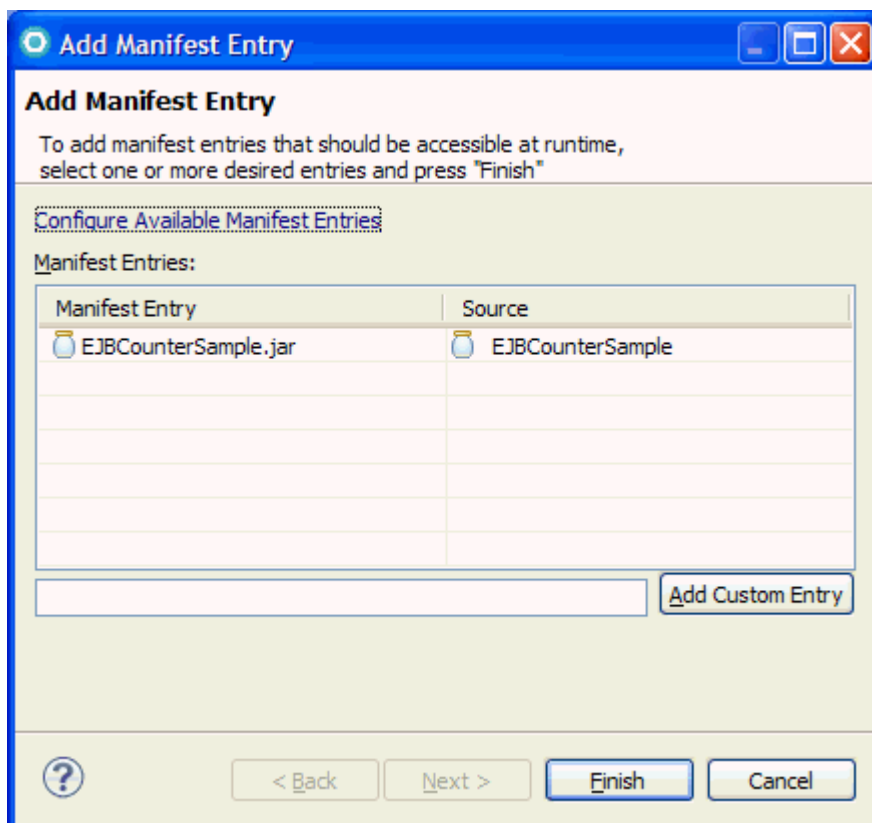 Add Manifest Entry
Add Manifest Entry
To add manifest entries that should be accessible at runtime,
select one or more desired entries and press "Finish"
Configure Available Manifest Entries
Manifest Entries:
Manifest Entry Source
EJBCounterSample.jar EJBCounterSample
Add Custom Entry
? < Back Next > Finish Cancel